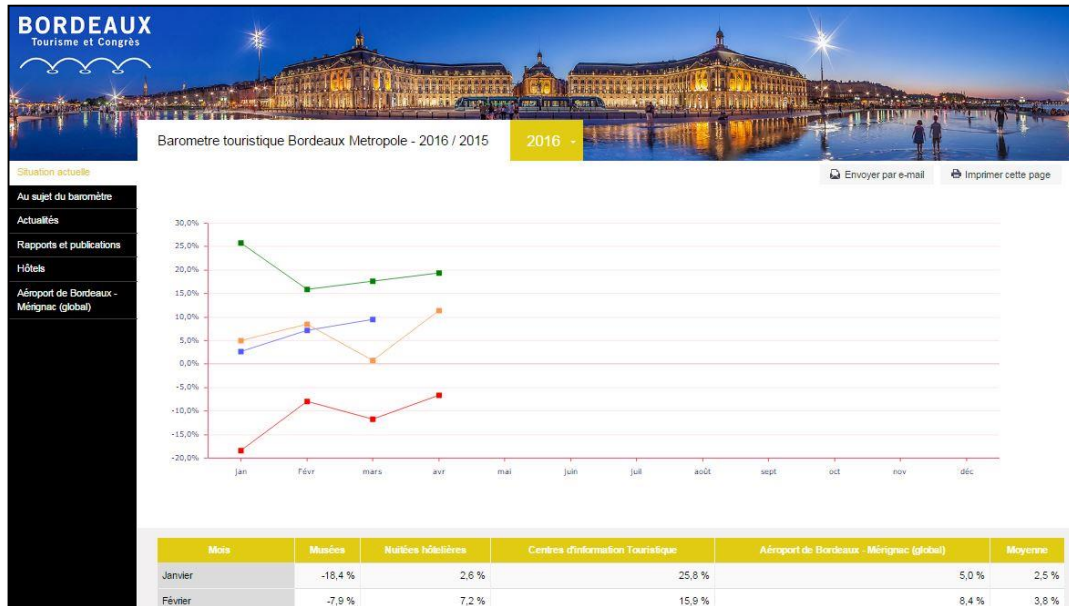 BORDEAUX
Tourisme et Congrès
Barometre touristique Bordeaux Metropole - 2016 / 2015
2016
Situation actuelle
Envoyer par e-mail
Imprimer cette page
Au sujet du baromètre
Actualités
Rapports et publications
Hôtels
Aéroport de Bordeaux -
Mérignac (global)
30,0%
25,0%
20,0%
15,0%
10,0%
5,0%
0,0%
-5,0%
-10,0%
-15,0%
-20,0%
jan Févr mars avr mai juin juil août sept oct nov déc
Mois Musées Nuitées hôtelières Centres d'information Touristique Aéroport de Bordeaux - Mérignac (global) Moyenne
Janvier -18,4 % 2,6 % 25,8 % 5,0 % 2,5 %
Février -7,9 % 7,2 % 15,9 % 8,4 % 3,8 %